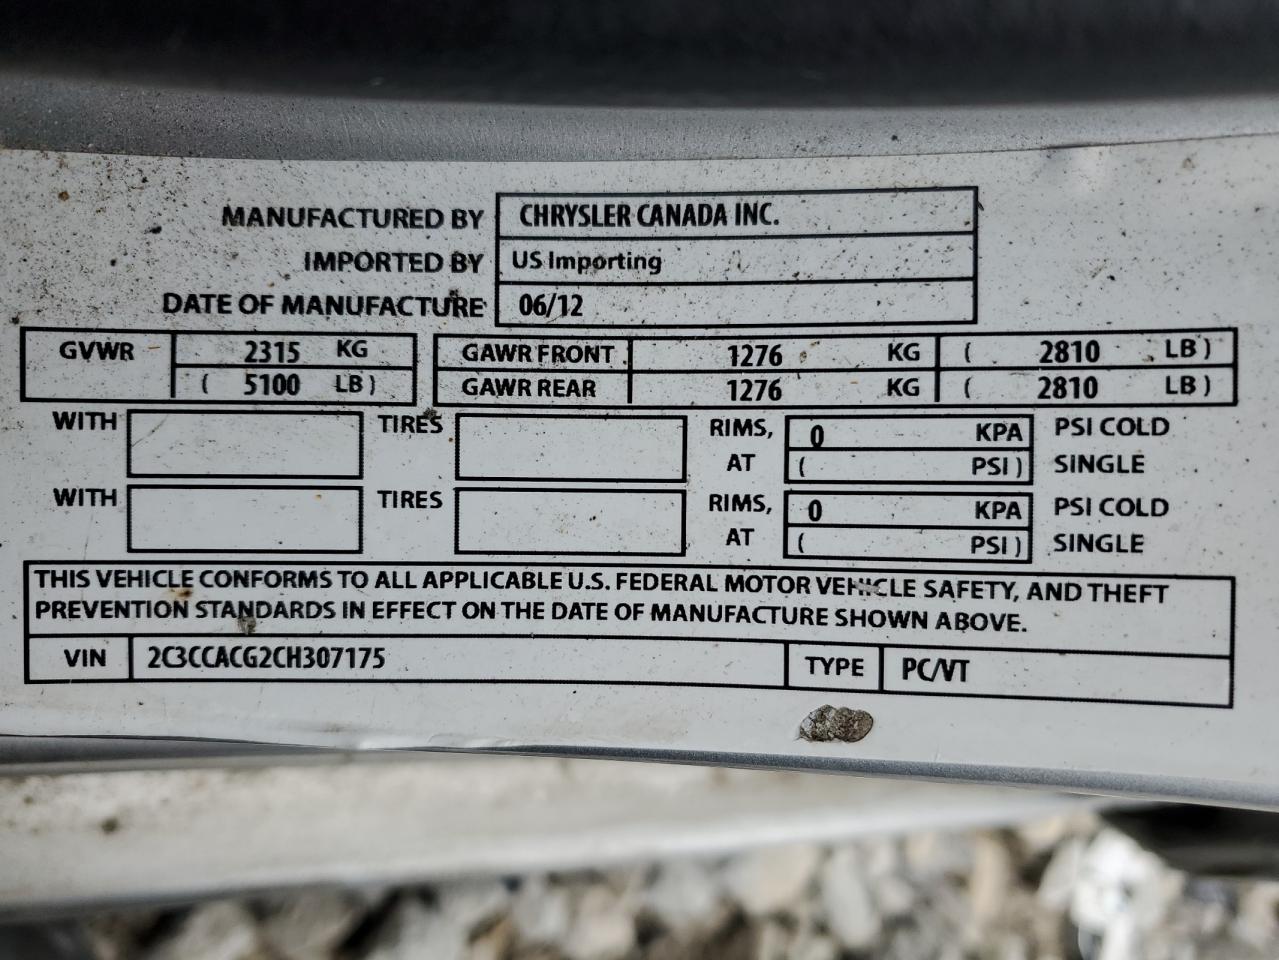 MANUFACTURED BY CHRYSLER CANADA INC.
IMPORTED BY US Importing
DATE OF MANUFACTURE 06/12
GVWR 2315 KG GAWR FRONT 1276 KG ( 2810 LB )
( 5100 LB ) GAWR REAR 1276 KG ( 2810 LB )
WITH TIRES RIMS, 0 KPA PSI COLD
AT ( PSI ) SINGLE
WITH TIRES RIMS, 0 KPA PSI COLD
AT ( PSI ) SINGLE
THIS VEHICLE CONFORMS TO ALL APPLICABLE U.S. FEDERAL MOTOR VEHICLE SAFETY, AND THEFT
PREVENTION STANDARDS IN EFFECT ON THE DATE OF MANUFACTURE SHOWN ABOVE.
VIN 2C3CCACG2CH307175 TYPE PC/VT